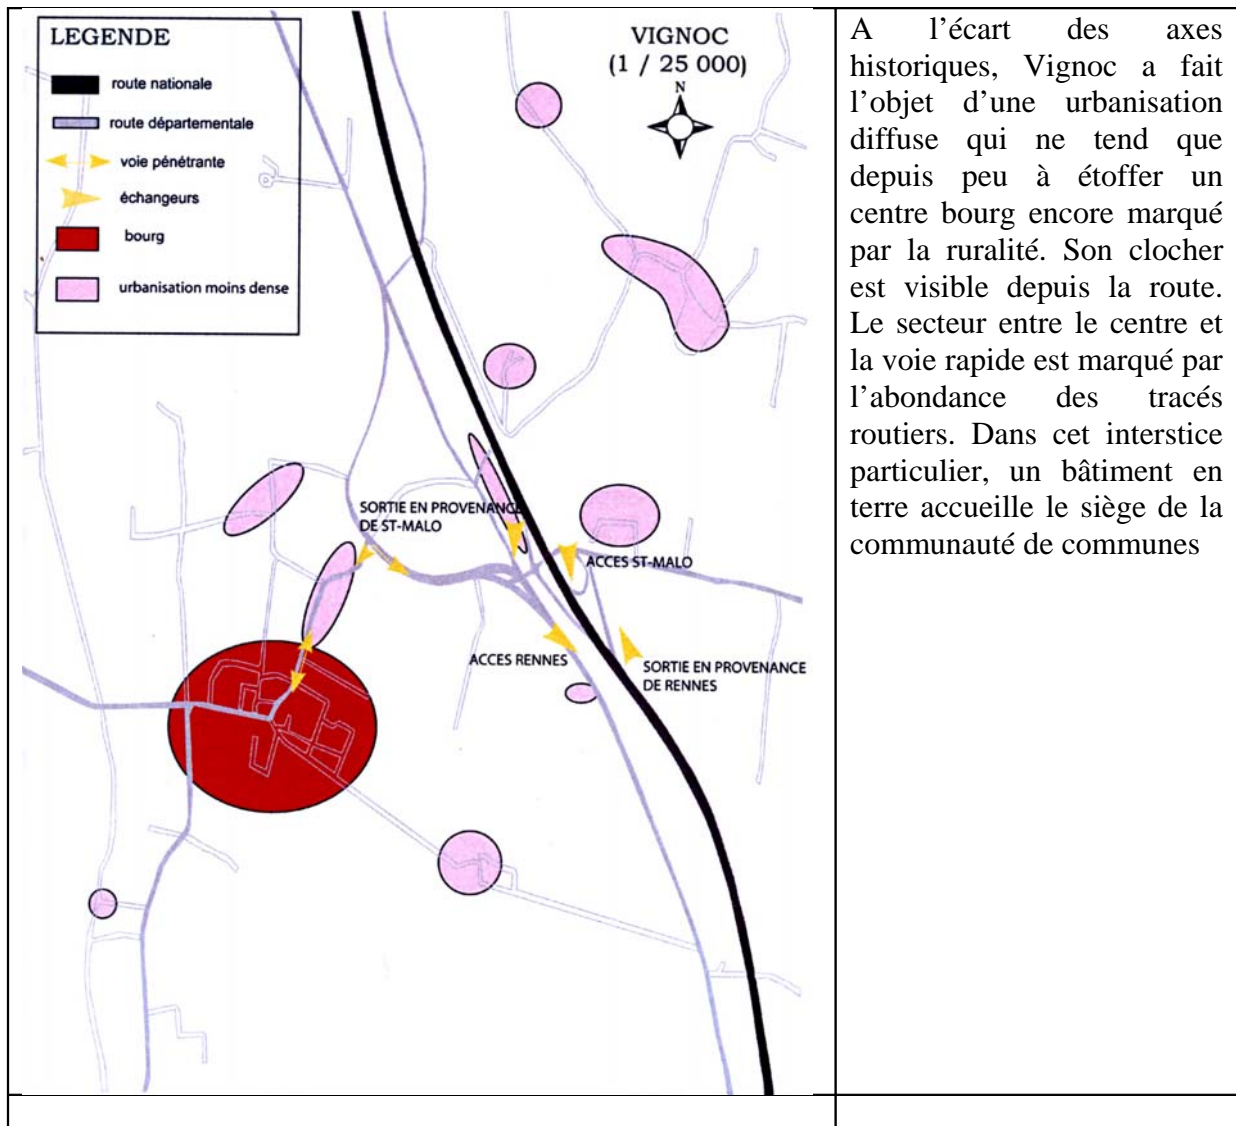 LEGENDE
route nationale
route départementale
voie pénétrante
échangeurs
bourg
urbanisation moins dense
VIGNOC
(1 / 25 000)
N
SORTIE EN PROVENANCE
DE ST-MALO
ACCES ST-MALO
ACCES RENNES
SORTIE EN PROVENANCE
DE RENNES
A l'écart des axes
historiques, Vignoc a fait
l'objet d'une urbanisation
diffuse qui ne tend que
depuis peu à étoffer un
centre bourg encore marqué
par la ruralité. Son clocher
est visible depuis la route.
Le secteur entre le centre et
la voie rapide est marqué par
l'abondance des tracés
routiers. Dans cet interstice
particulier, un bâtiment en
terre accueille le siège de la
communauté de communes